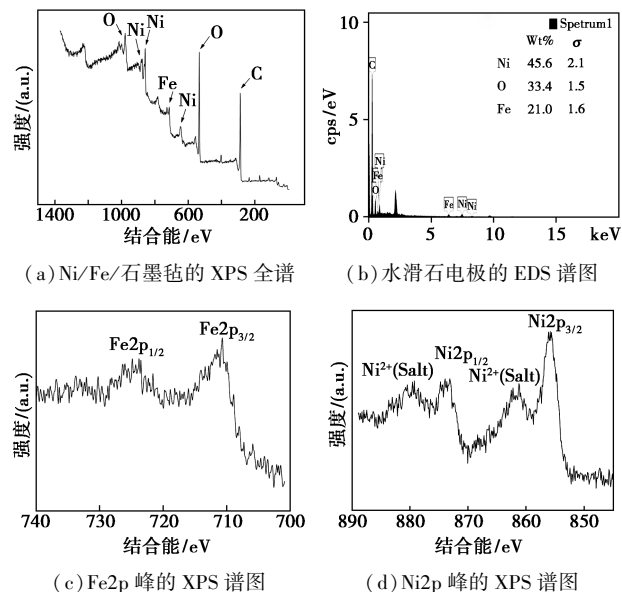 强度/(a.u.)
O
Ni
Ni
Fe
Ni
O
C
1400 1000 600 200
结合能/eV
(a)Ni/Fe/石墨毡的 XPS 全谱
cps/eV
10
5
0
Spetrum1
Wt% σ
Ni 45.6 2.1
O 33.4 1.5
Fe 21.0 1.6
C
Ni
Fe
O
Fe
Ni
Ni
0 5 10 15 keV
(b)水滑石电极的 EDS 谱图
强度/(a.u.)
Fe2p1/2
Fe2p3/2
740 730 720 710 700
结合能/eV
(c)Fe2p 峰的 XPS 谱图
强度/(a.u.)
Ni2+(Salt)
Ni2p1/2
Ni2+(Salt)
Ni2p3/2
890 880 870 860 850
结合能/eV
(d)Ni2p 峰的 XPS 谱图